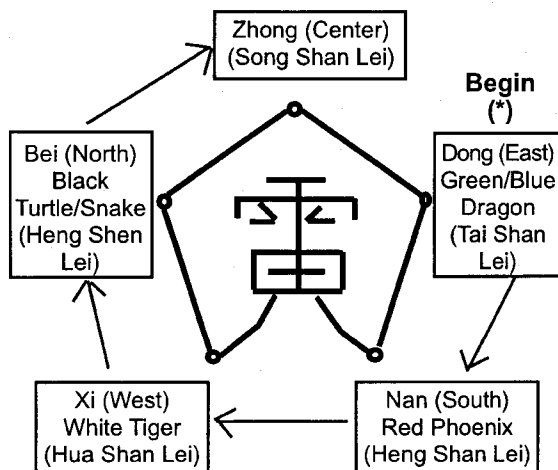 Zhong (Center)
(Song Shan Lei)
Begin
(*)
Dong (East)
Green/Blue
Dragon
(Tai Shan
Lei)
Nan (South)
Red Phoenix
(Heng Shan Lei)
Xi (West)
White Tiger
(Hua Shan Lei)
Bei (North)
Black
Turtle/Snake
(Heng Shen
Lei)